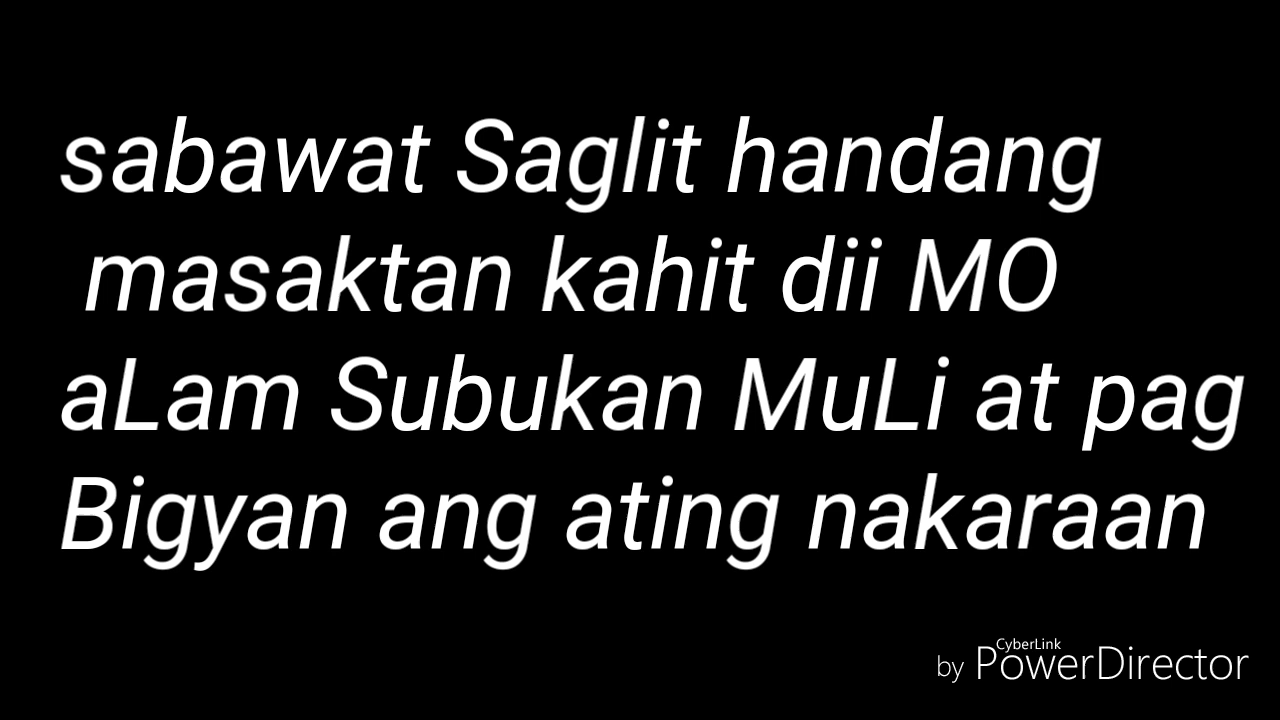 sabawat Saglit handang
masaktan kahit dii MO
aLam Subukan MuLi at pag
Bigyan ang ating nakaraan
by CyberLink PowerDirector